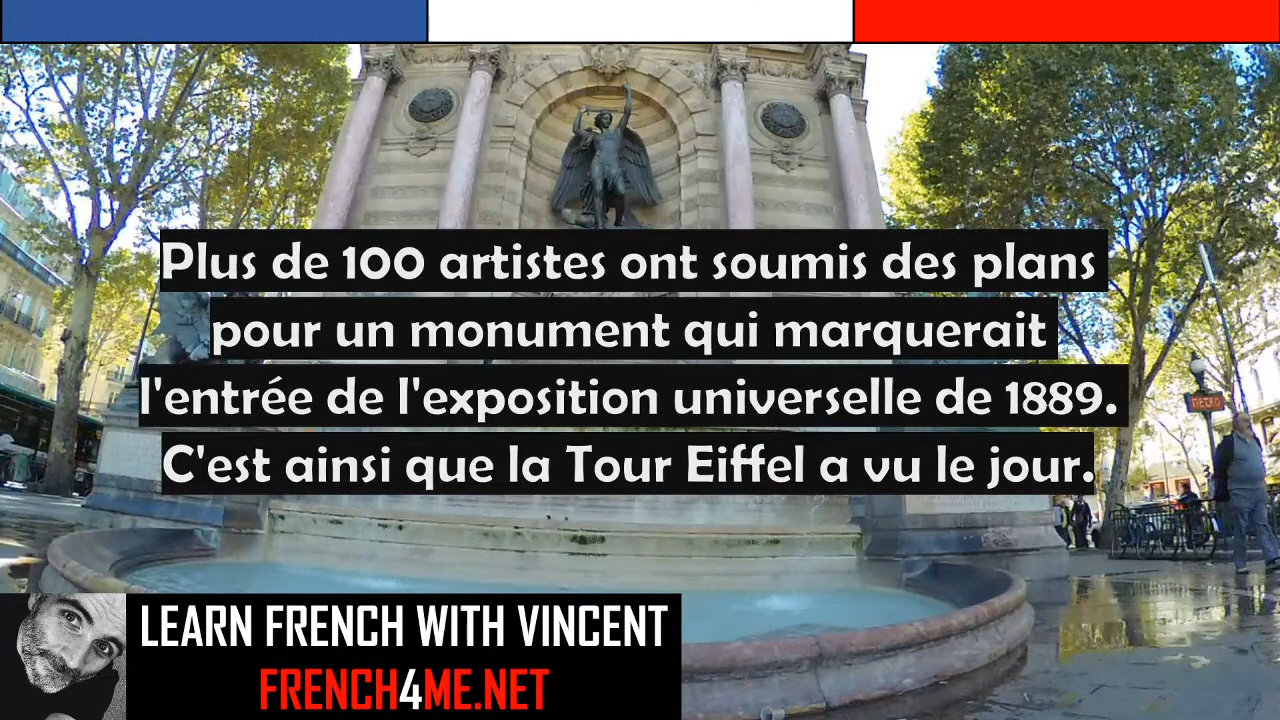 Plus de 100 artistes ont soumis des plans
pour un monument qui marquerait
l'entrée de l'exposition universelle de 1889.
C'est ainsi que la Tour Eiffel a vu le jour.
METRO
LEARN FRENCH WITH VINCENT
FRENCH4ME.NET